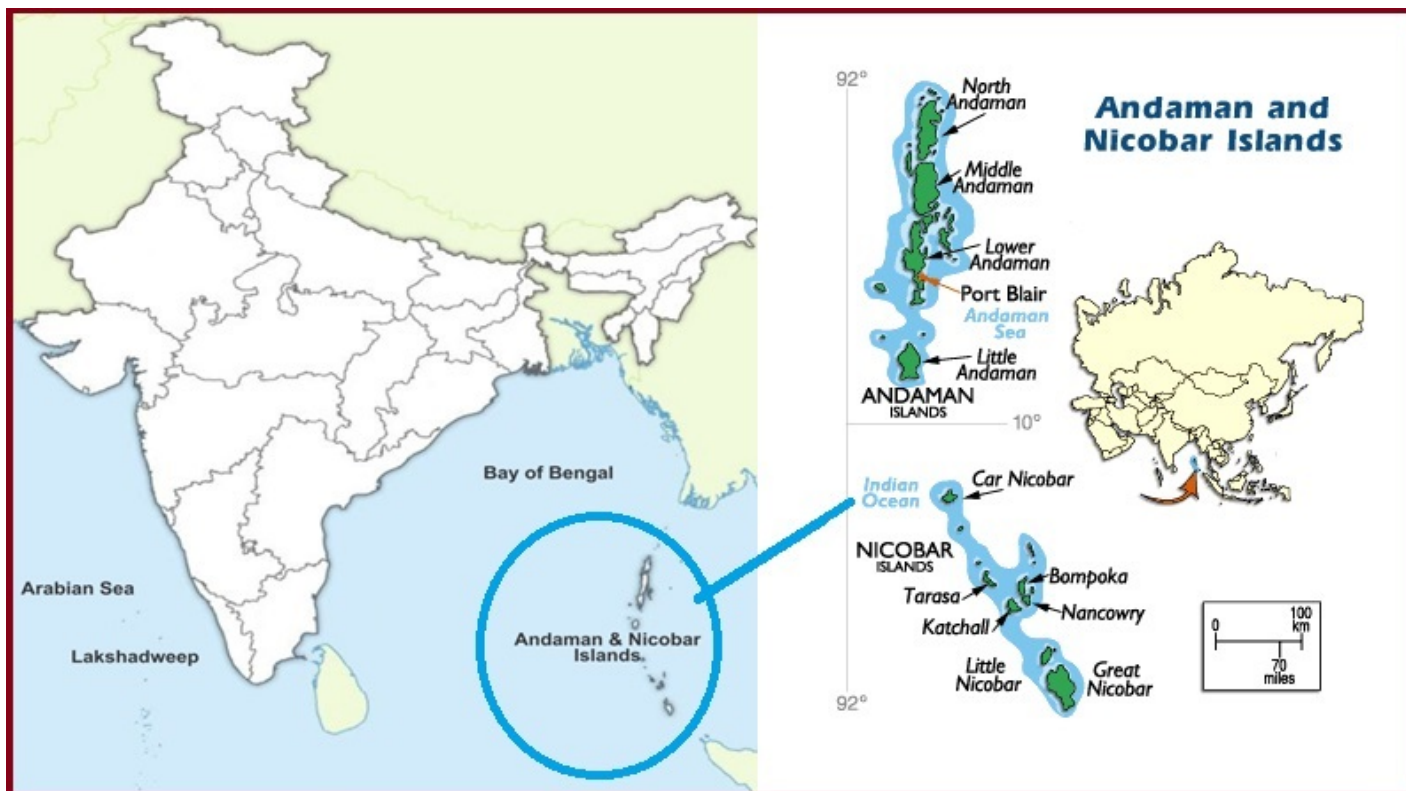 Bay of Bengal
Arabian Sea
Lakshadweep
Andaman & Nicobar
Islands
Andaman and
Nicobar Islands
92°
North
Andaman
Middle
Andaman
Lower
Andaman
Port Blair
Andaman
Sea
Little
Andaman
ANDAMAN
ISLANDS
10°
Indian
Ocean
Car Nicobar
NICOBAR
ISLANDS
Bompoka
Tarasa
Nancowry
Katchall
Little
Nicobar
Great
Nicobar
92°
0 100
km
70
miles